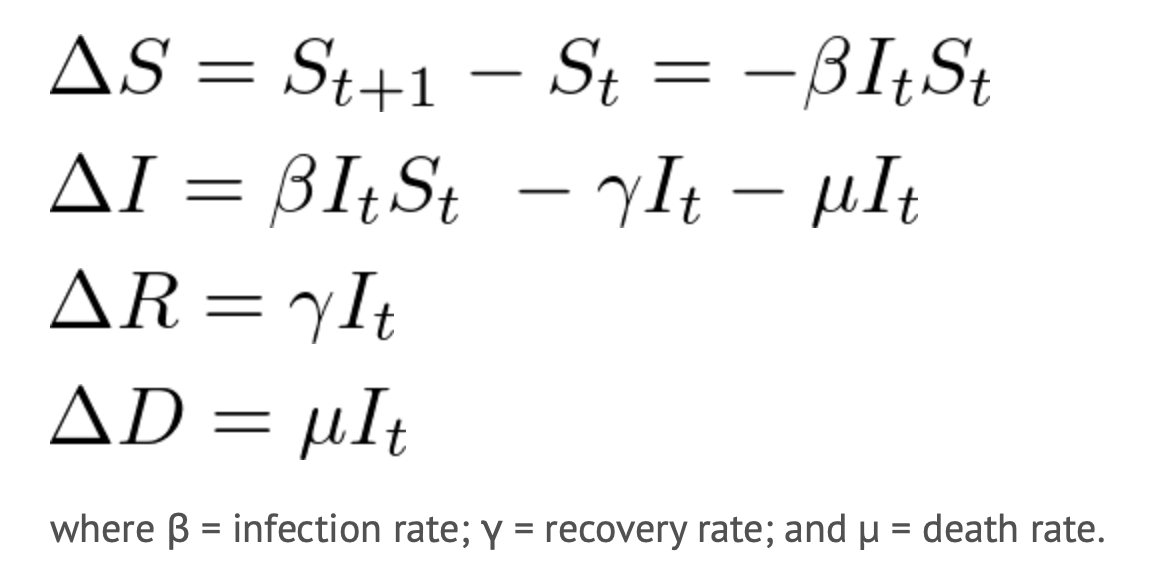 ΔS = S_{t+1} − S_t = −βI_tS_t
ΔI = βI_tS_t − γI_t − μI_t
ΔR = γI_t
ΔD = μI_t
where β = infection rate; γ = recovery rate; and μ = death rate.